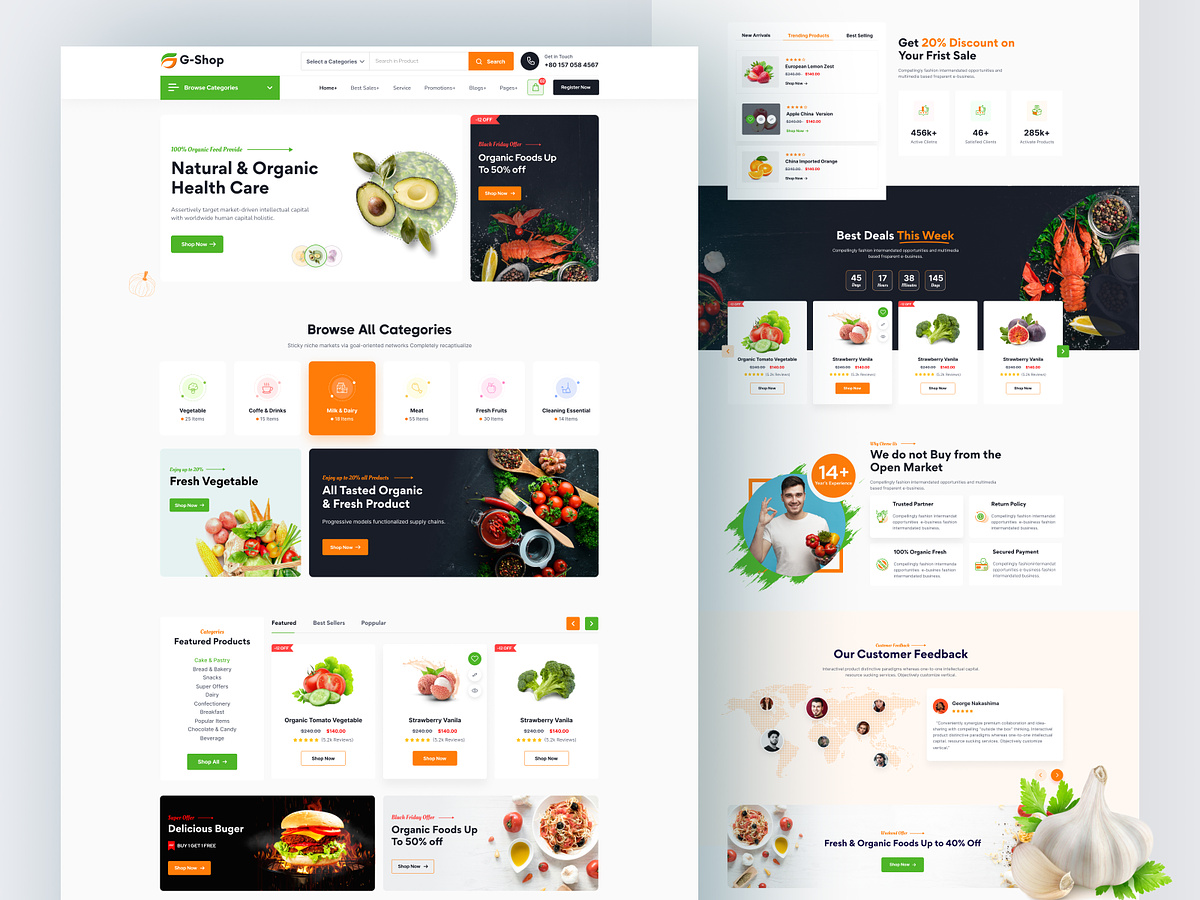 G-Shop
Select a Categories
Search in Product
Search
Get in Touch
+80 157 058 4567
Browse Categories
Home+
Best Sales+
Service
Promotions+
Blogs+
Pages+
Register Now
100% Organic Food Provide
Natural & Organic
Health Care
Assertively target market-driven intellectual capital
with worldwide human capital holistic.
Shop Now
-12 OFF
Black Friday Offer
Organic Foods Up
To 50% off
Shop Now
Browse All Categories
Sticky niche markets via goal-oriented networks Completely recaptiualize
Vegetable
25 Items
Coffe & Drinks
15 Items
Milk & Dairy
18 Items
Meat
55 Items
Fresh Fruits
30 Items
Cleaning Essential
14 Items
Enjoy up to 20%
Fresh Vegetable
Shop Now
Enjoy up to 20% all Products
All Tasted Organic
& Fresh Product
Progressive models functionalized supply chains.
Shop Now
Categories
Featured Products
Cake & Pastry
Bread & Bakery
Snacks
Super Offers
Dairy
Confectionery
Breakfast
Popular Items
Chocolate & Candy
Beverage
Shop All
Featured
Best Sellers
Poppular
-12 OFF
Organic Tomato Vegetable
$240.00 $140.00
(5.2k Reviews)
Shop Now
Strawberry Vanila
$240.00 $140.00
(5.2k Reviews)
Shop Now
-12 OFF
Strawberry Vanila
$240.00 $140.00
(5.2k Reviews)
Shop Now
Super Offer
Delicious Buger
BUY 1 GET 1 FREE
Shop Now
Black Friday Offer
Organic Foods Up
To 50% off
Shop Now
New Arrivals
Trending Products
Best Selling
European Lemon Zest
$240.00 $140.00
Shop Now
Apple China Version
$240.00 $140.00
Shop Now
China Imported Orange
$240.00 $140.00
Shop Now
Get 20% Discount on
Your Frist Sale
Compellingly fashion intermandated opportunities and
multimedia based fnsparent e-business.
456k+
Active Clients
46+
Satisfied Clients
285k+
Activate Products
Best Deals This Week
Compellingly fashion intermandated opportunities and multimedia
based fnsparent e-business.
45
Days
17
Hours
38
Minutes
145
Days
Organic Tomato Vegetable
$240.00 $140.00
(5.2k Reviews)
Shop Now
Strawberry Vanila
$240.00 $140.00
(5.2k Reviews)
Shop Now
Strawberry Vanila
$240.00 $140.00
(5.2k Reviews)
Shop Now
Strawberry Vanila
$240.00 $140.00
(5.2k Reviews)
Shop Now
14+
Year's Experience
We do not Buy from the
Open Market
Compellingly fashion intermandated opportunities and multimedia
based fnsparent e-business.
Trusted Partner
Compellingly fashion intermandat
opportunities e-business fashion
intermandated business.
Return Policy
Compellingly fashion intermandat
opportunities e-business fashion
intermandated business.
100% Organic Fresh
Compellingly fashion intermandat
opportunities e-business fashion
intermandated business.
Secured Payment
Compellingly fashion intermandat
opportunities e-business fashion
intermandated business.
Customer Feedback
Our Customer Feedback
Interactived product distinctive paradigms whereas one-to-one intellectual capital.
resource sucking services. Objectively customize vertical.
George Nakashima
"Conveniently synergize premium collaboration and idea-
sharing with compelling "outside the box" thinking. Interactived
product distinctive paradigms whereas one-to-one intellectual
capital. resource sucking services. Objectively customize
vertical."
Weekend Offer
Fresh & Organic Foods Up to 40% Off
Shop Now